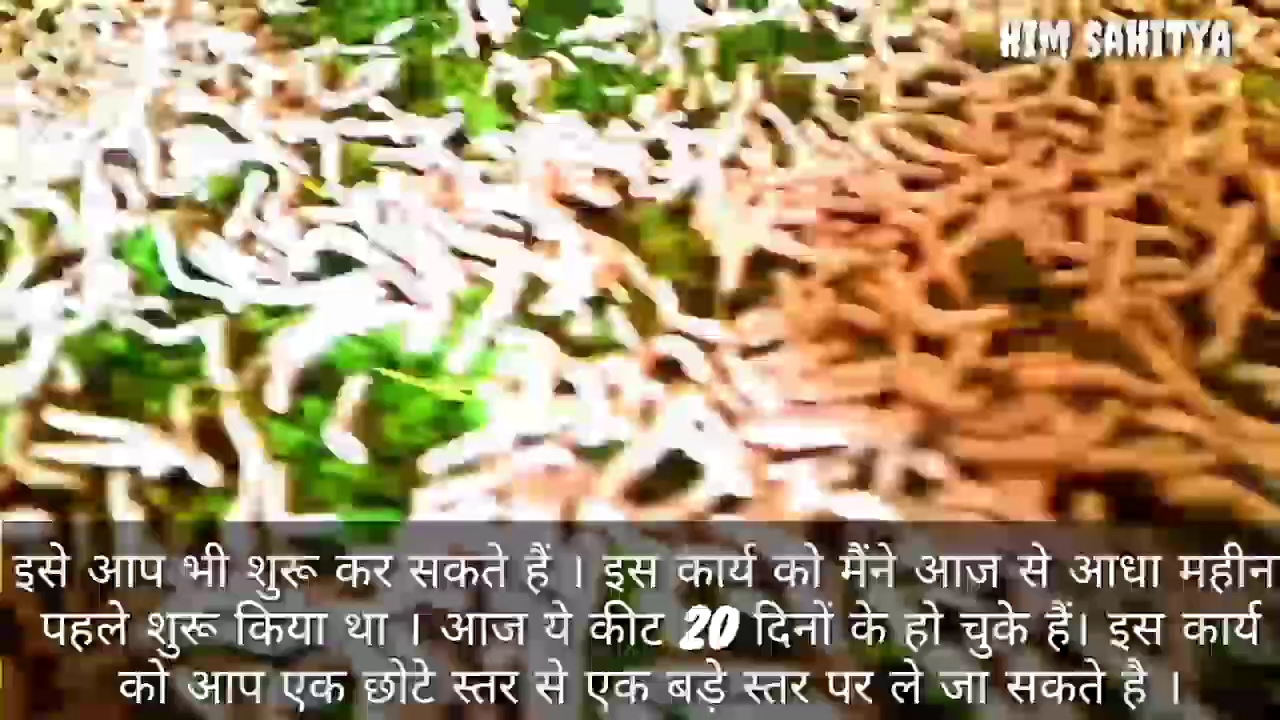 HIM SAHITYA
इसे आप भी शुरू कर सकते हैं । इस कार्य को मैंने आज से आधा महीन
पहले शुरू किया था । आज ये कीट 20 दिनों के हो चुके हैं। इस कार्य
को आप एक छोटे स्तर से एक बड़े स्तर पर ले जा सकते है ।